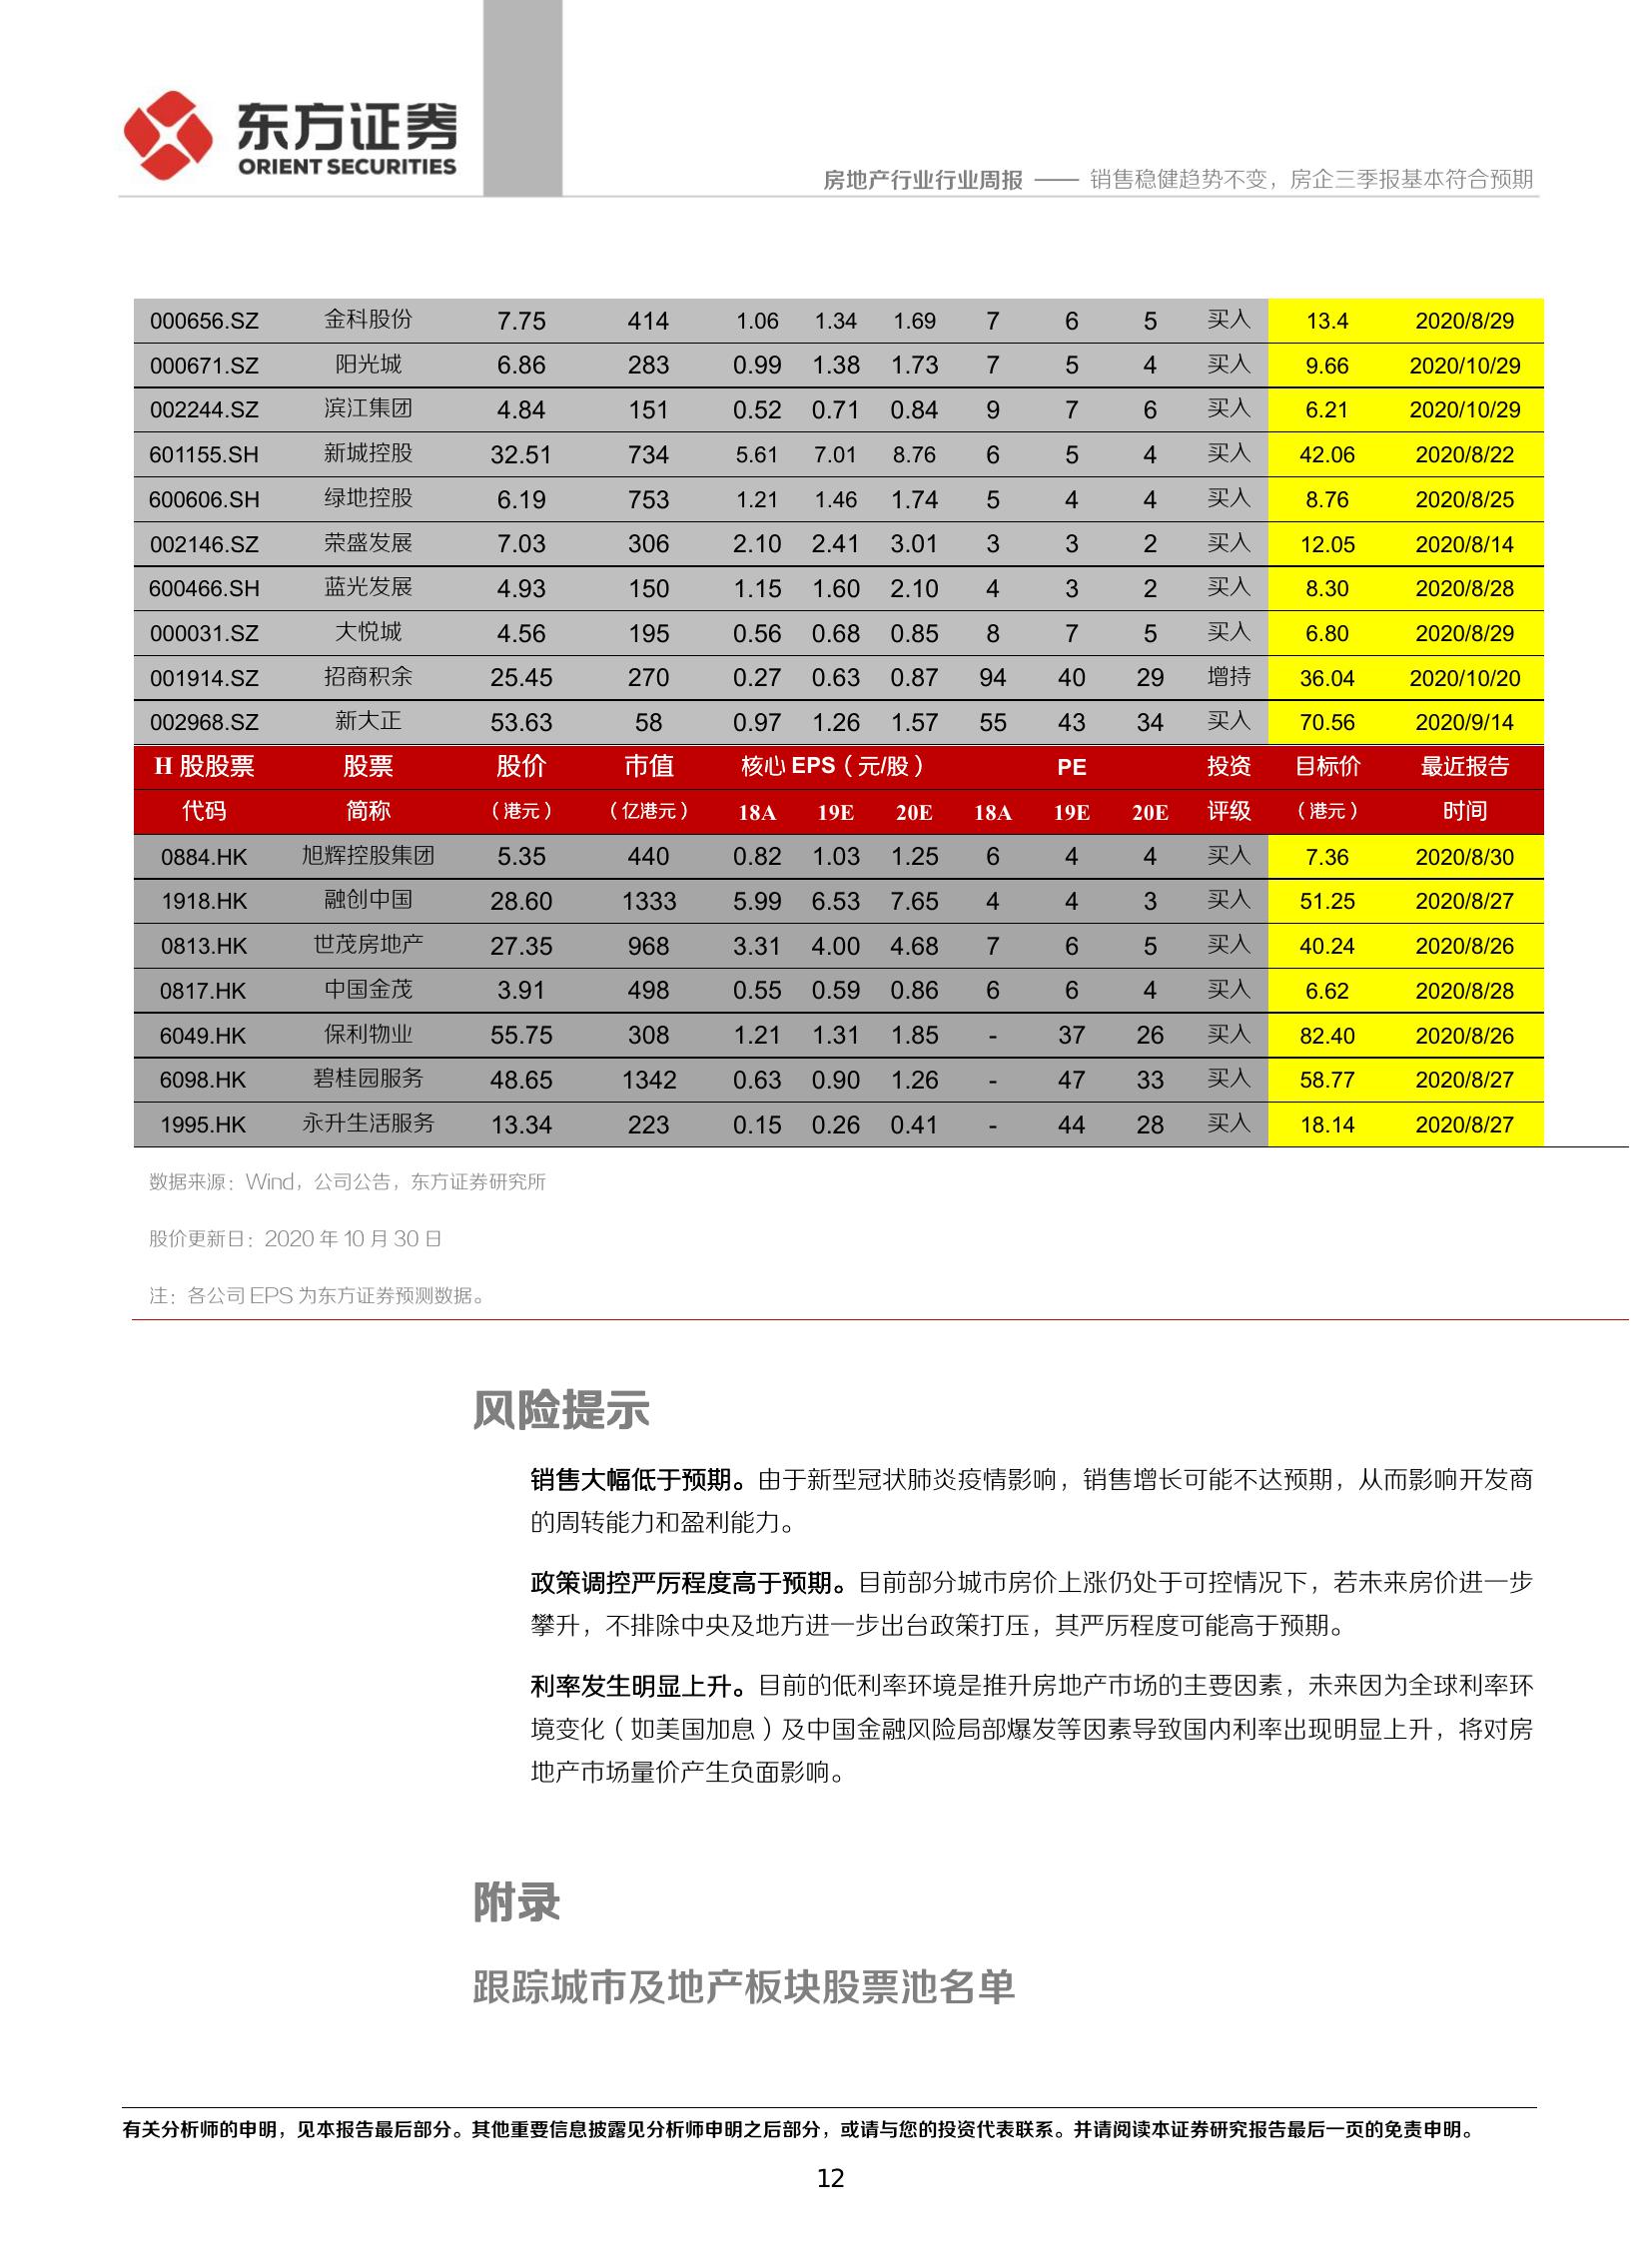 东方证券
ORIENT SECURITIES
房地产行业行业周报 —— 销售稳健趋势不变，房企三季报基本符合预期
000656.SZ 金科股份 7.75 414 1.06 1.34 1.69 7 6 5 买入 13.4 2020/8/29
000671.SZ 阳光城 6.86 283 0.99 1.38 1.73 7 5 4 买入 9.66 2020/10/29
002244.SZ 滨江集团 4.84 151 0.52 0.71 0.84 9 7 6 买入 6.21 2020/10/29
601155.SH 新城控股 32.51 734 5.61 7.01 8.76 6 5 4 买入 42.06 2020/8/22
600606.SH 绿地控股 6.19 753 1.21 1.46 1.74 5 4 4 买入 8.76 2020/8/25
002146.SZ 荣盛发展 7.03 306 2.10 2.41 3.01 3 3 2 买入 12.05 2020/8/14
600466.SH 蓝光发展 4.93 150 1.15 1.60 2.10 4 3 2 买入 8.30 2020/8/28
000031.SZ 大悦城 4.56 195 0.56 0.68 0.85 8 7 5 买入 6.80 2020/8/29
001914.SZ 招商积余 25.45 270 0.27 0.63 0.87 94 40 29 增持 36.04 2020/10/20
002968.SZ 新大正 53.63 58 0.97 1.26 1.57 55 43 34 买入 70.56 2020/9/14
H 股股票 股票 股价 市值 核心 EPS（元/股） PE 投资 目标价 最近报告
代码 简称 （港元） （亿港元） 18A 19E 20E 18A 19E 20E 评级 （港元） 时间
0884.HK 旭辉控股集团 5.35 440 0.82 1.03 1.25 6 4 4 买入 7.36 2020/8/30
1918.HK 融创中国 28.60 1333 5.99 6.53 7.65 4 4 3 买入 51.25 2020/8/27
0813.HK 世茂房地产 27.35 968 3.31 4.00 4.68 7 6 5 买入 40.24 2020/8/26
0817.HK 中国金茂 3.91 498 0.55 0.59 0.86 6 6 4 买入 6.62 2020/8/28
6049.HK 保利物业 55.75 308 1.21 1.31 1.85 - 37 26 买入 82.40 2020/8/26
6098.HK 碧桂园服务 48.65 1342 0.63 0.90 1.26 - 47 33 买入 58.77 2020/8/27
1995.HK 永升生活服务 13.34 223 0.15 0.26 0.41 - 44 28 买入 18.14 2020/8/27
数据来源：Wind，公司公告，东方证券研究所
股价更新日：2020 年 10 月 30 日
注：各公司 EPS 为东方证券预测数据。
风险提示
销售大幅低于预期。由于新型冠状肺炎疫情影响，销售增长可能不达预期，从而影响开发商
的周转能力和盈利能力。
政策调控严厉程度高于预期。目前部分城市房价上涨仍处于可控情况下，若未来房价进一步
攀升，不排除中央及地方进一步出台政策打压，其严厉程度可能高于预期。
利率发生明显上升。目前的低利率环境是推升房地产市场的主要因素，未来因为全球利率环
境变化（如美国加息）及中国金融风险局部爆发等因素导致国内利率出现明显上升，将对房
地产市场量价产生负面影响。
附录
跟踪城市及地产板块股票池名单
有关分析师的申明，见本报告最后部分。其他重要信息披露见分析师申明之后部分，或请与您的投资代表联系。并请阅读本证券研究报告最后一页的免责申明。
12